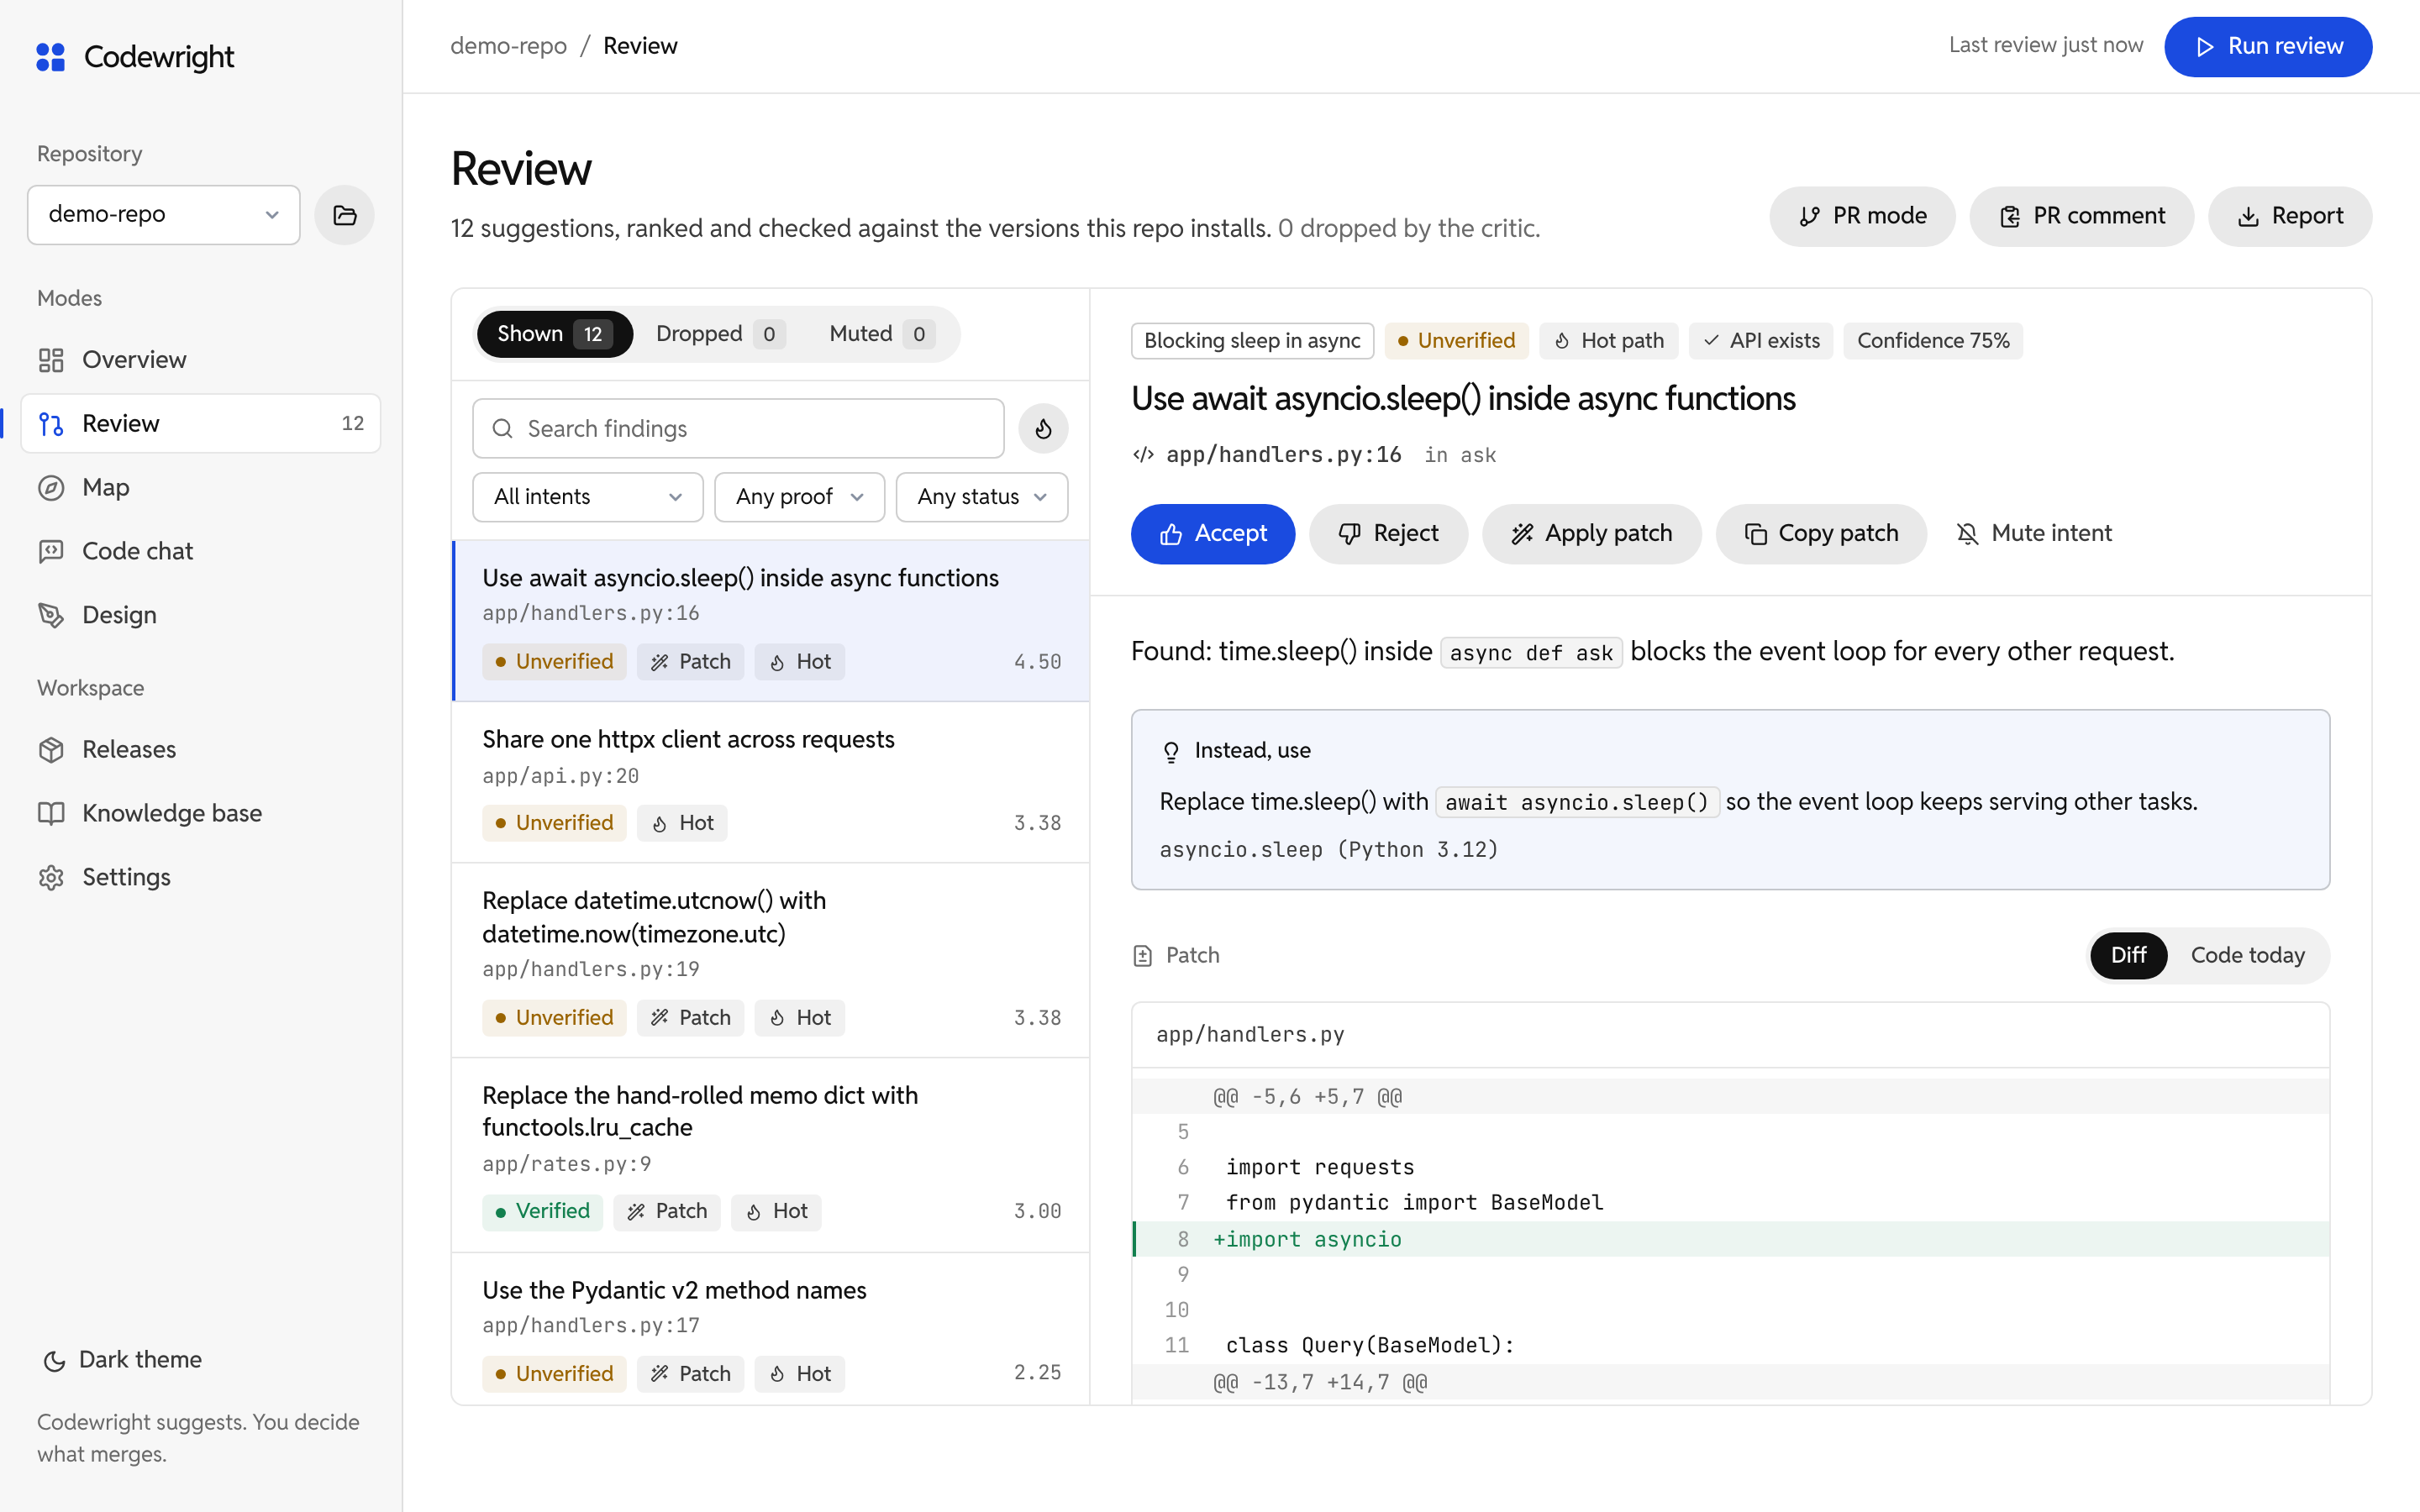 Codewright
Repository
demo-repo
Modes
Overview
Review 12
Map
Code chat
Design
Workspace
Releases
Knowledge base
Settings
Dark theme
Codewright suggests. You decide
what merges.
demo-repo / Review
Last review just now
Run review
Review
12 suggestions, ranked and checked against the versions this repo installs. 0 dropped by the critic.
PR mode
PR comment
Report
Shown 12
Dropped 0
Muted 0
Search findings
All intents
Any proof
Any status
Use await asyncio.sleep() inside async functions
app/handlers.py:16
Unverified Patch Hot 4.50
Share one httpx client across requests
app/api.py:20
Unverified Hot 3.38
Replace datetime.utcnow() with
datetime.now(timezone.utc)
app/handlers.py:19
Unverified Patch Hot 3.38
Replace the hand-rolled memo dict with
functools.lru_cache
app/rates.py:9
Verified Patch Hot 3.00
Use the Pydantic v2 method names
app/handlers.py:17
Unverified Patch Hot 2.25
Blocking sleep in async
Unverified
Hot path
API exists
Confidence 75%
Use await asyncio.sleep() inside async functions
app/handlers.py:16 in ask
Accept
Reject
Apply patch
Copy patch
Mute intent
Found: time.sleep() inside async def ask blocks the event loop for every other request.
Instead, use
Replace time.sleep() with await asyncio.sleep() so the event loop keeps serving other tasks.
asyncio.sleep (Python 3.12)
Patch
Diff
Code today
app/handlers.py
@@ -5,6 +5,7 @@
5
6 import requests
7 from pydantic import BaseModel
8 +import asyncio
9
10
11 class Query(BaseModel):
@@ -13,7 +14,7 @@